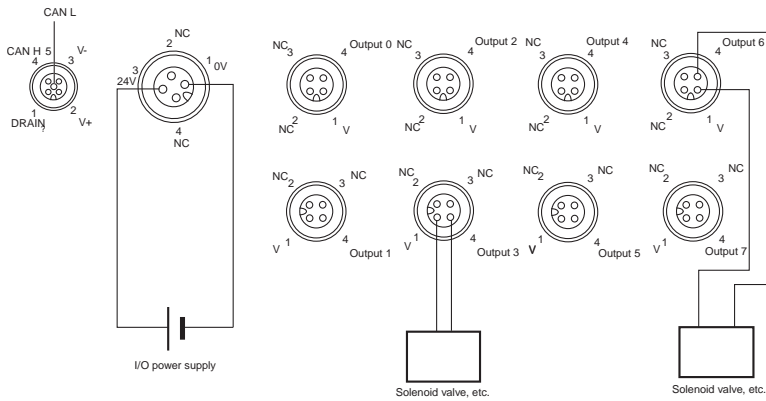 CAN L
CAN H 5 V-
4 3
1 2
DRAIN V+
?
NC
2
3 1 0V
24V
4
NC
I/O power supply
NC 3 4 Output 0
NC 2 1 V
NC 3 4 Output 2
NC 2 1 V
NC 3 4 Output 4
NC 2 1 V
NC 3 4 Output 6
NC 2 1 V
NC 2 3 NC
V 1 4 Output 1
NC 2 3 NC
V 1 4 Output 3
NC 2 3 NC
V 1 4 Output 5
NC 2 3 NC
V 1 4 Output 7
Solenoid valve, etc.
Solenoid valve, etc.